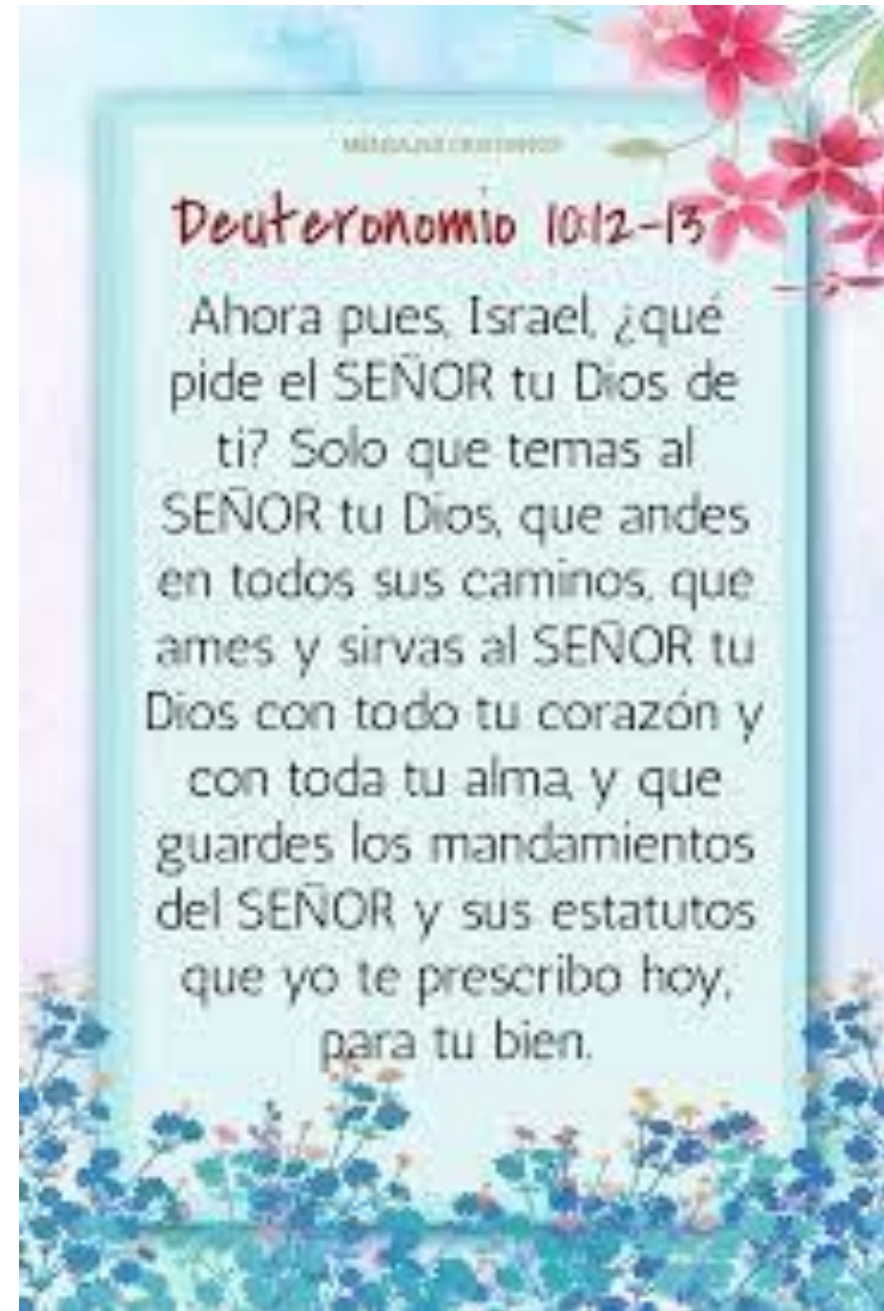 Deuteronomio 10:12-13
Ahora pues, Israel, ¿qué
pide el SEÑOR tu Dios de
ti? Solo que temas al
SEÑOR tu Dios, que andes
en todos sus caminos, que
ames y sirvas al SEÑOR tu
Dios con todo tu corazón y
con toda tu alma, y que
guardes los mandamientos
del SEÑOR y sus estatutos
que yo te prescribo hoy,
para tu bien.